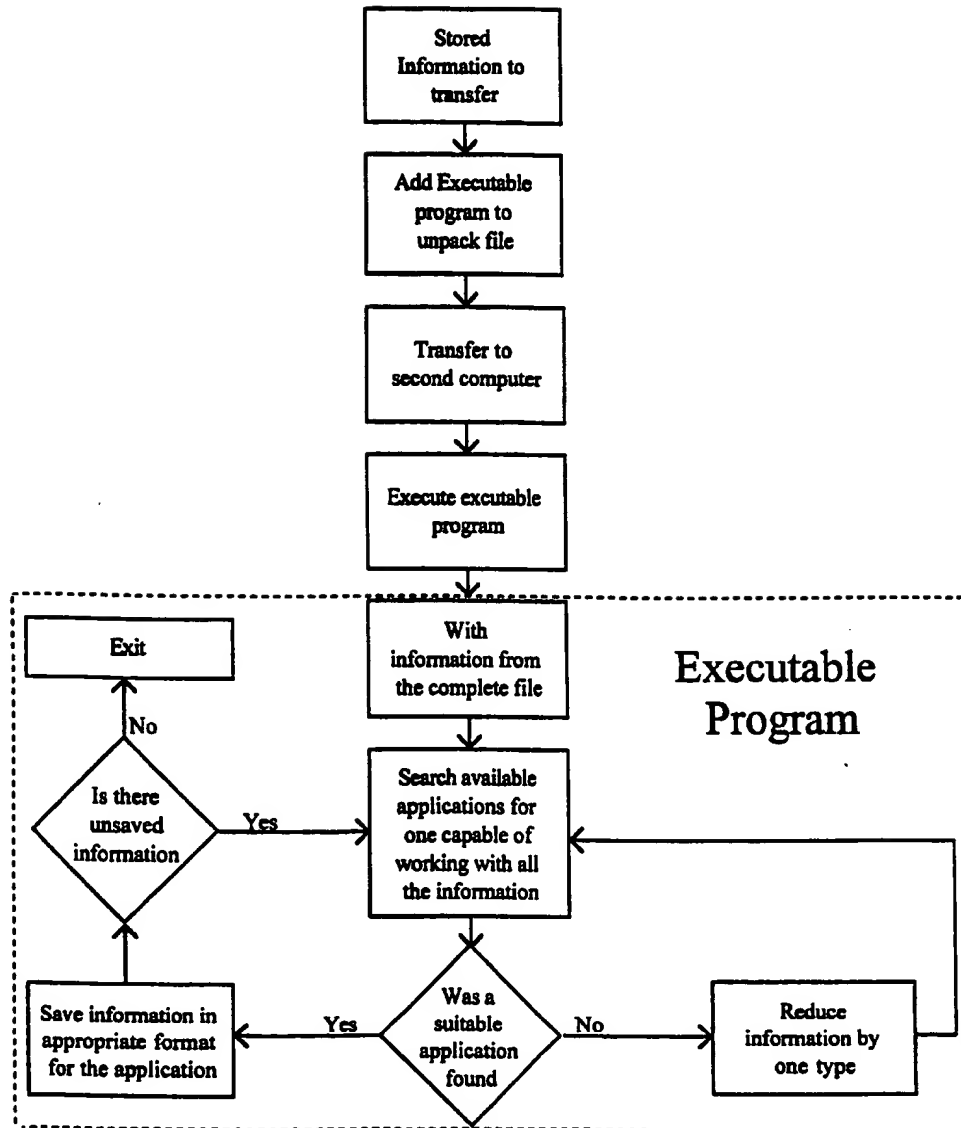 Stored
Information to
transfer
Add Executable
program to
unpack file
Transfer to
second computer
Execute excutable
program
With
information from
the complete file
Executable
Program
Exit
No
Is there
unsaved
information
Yes
Search available
applications for
one capable of
working with all
the information
Save information in
appropriate format
for the application
Yes
Was a
suitable
application
found
No
Reduce
information by
one type